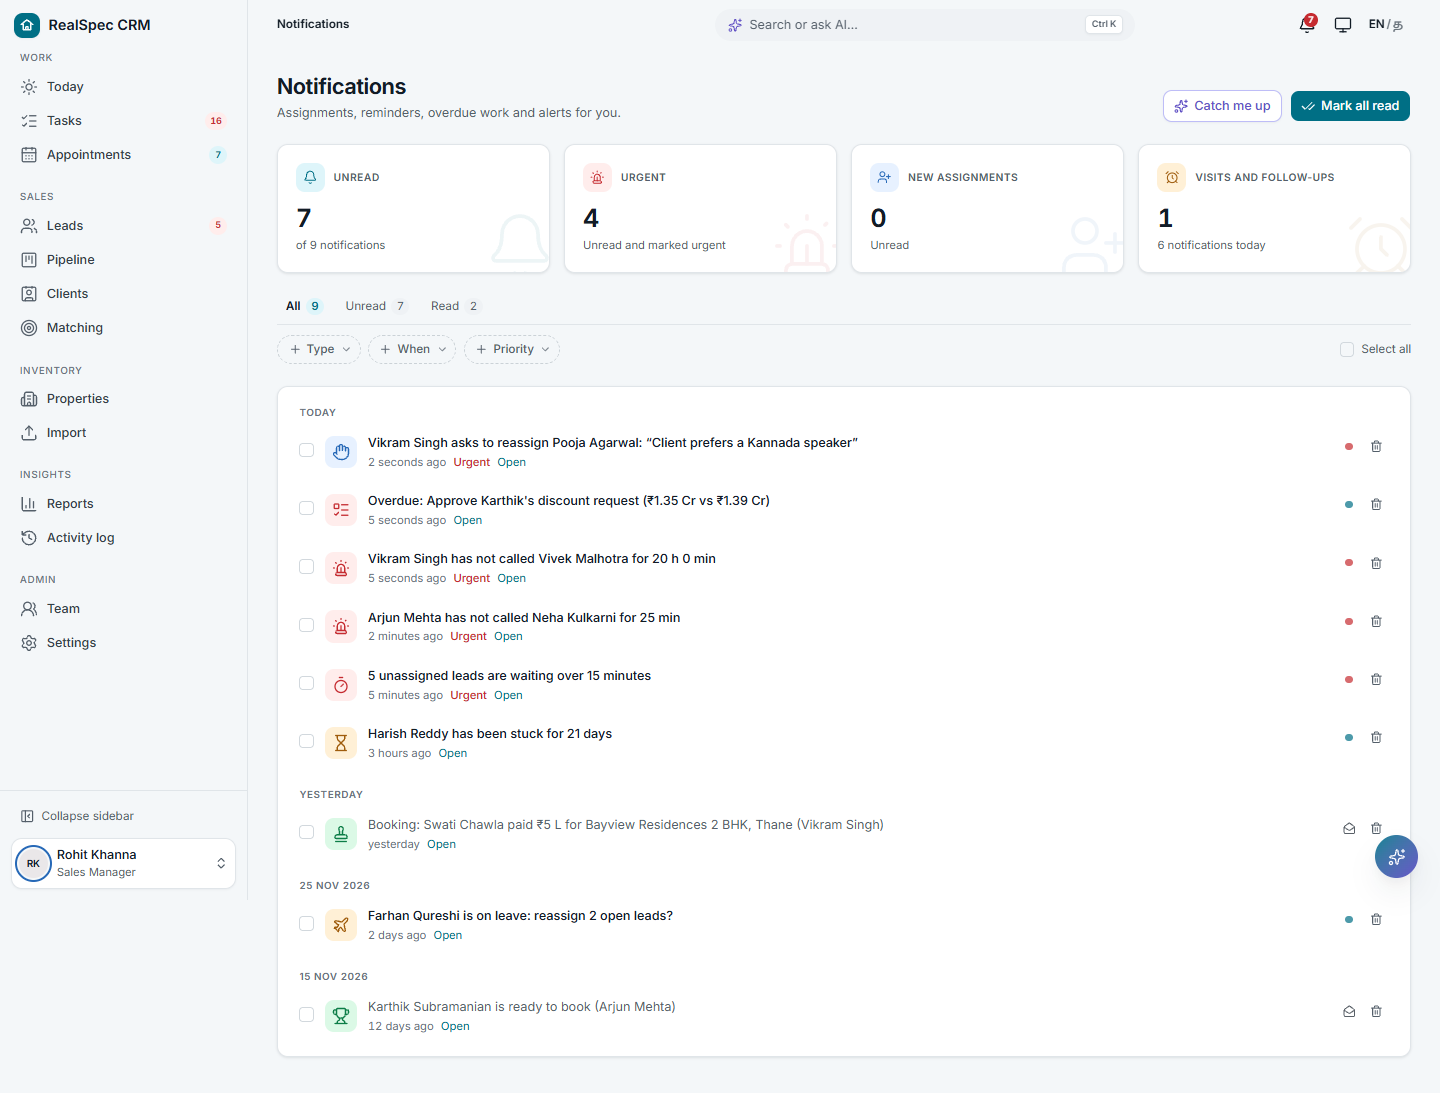 RealSpec CRM
WORK
Today
Tasks 16
Appointments 7
SALES
Leads 5
Pipeline
Clients
Matching
INVENTORY
Properties
Import
INSIGHTS
Reports
Activity log
ADMIN
Team
Settings
Collapse sidebar
RK
Rohit Khanna
Sales Manager
Notifications
Search or ask AI... Ctrl K
7
EN / த
Notifications
Assignments, reminders, overdue work and alerts for you.
Catch me up
Mark all read
UNREAD
7
of 9 notifications
URGENT
4
Unread and marked urgent
NEW ASSIGNMENTS
0
Unread
VISITS AND FOLLOW-UPS
1
6 notifications today
All 9 Unread 7 Read 2
Type When Priority
Select all
TODAY
Vikram Singh asks to reassign Pooja Agarwal: “Client prefers a Kannada speaker”
2 seconds ago Urgent Open
Overdue: Approve Karthik's discount request (₹1.35 Cr vs ₹1.39 Cr)
5 seconds ago Open
Vikram Singh has not called Vivek Malhotra for 20 h 0 min
5 seconds ago Urgent Open
Arjun Mehta has not called Neha Kulkarni for 25 min
2 minutes ago Urgent Open
5 unassigned leads are waiting over 15 minutes
5 minutes ago Urgent Open
Harish Reddy has been stuck for 21 days
3 hours ago Open
YESTERDAY
Booking: Swati Chawla paid ₹5 L for Bayview Residences 2 BHK, Thane (Vikram Singh)
yesterday Open
25 NOV 2026
Farhan Qureshi is on leave: reassign 2 open leads?
2 days ago Open
15 NOV 2026
Karthik Subramanian is ready to book (Arjun Mehta)
12 days ago Open